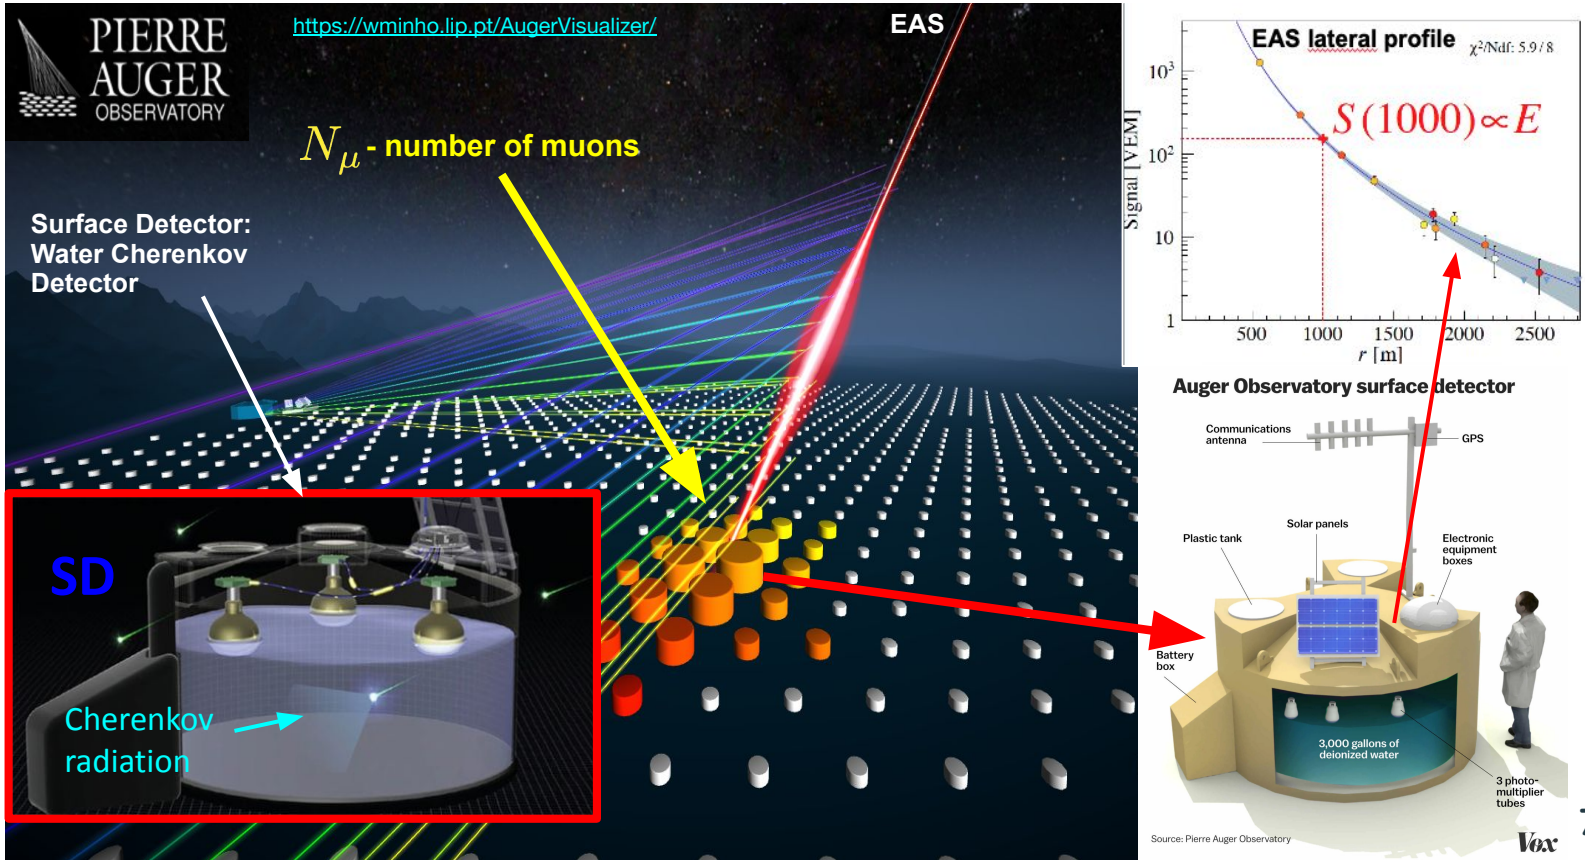 PIERRE
AUGER
OBSERVATORY
https://wminho.lip.pt/AugerVisualizer/
EAS
Nμ - number of muons
Surface Detector:
Water Cherenkov
Detector
SD
Cherenkov
radiation
EAS lateral profile
χ²/Ndf: 5.9 / 8
S(1000)∝E
Signal [VEM]
10³
10²
10
1
500 1000 1500 2000 2500
r [m]
Auger Observatory surface detector
Communications
antenna
GPS
Solar panels
Plastic tank
Electronic
equipment
boxes
Battery
box
3,000 gallons of
deionized water
3 photo-
multiplier
tubes
Source: Pierre Auger Observatory
Vox